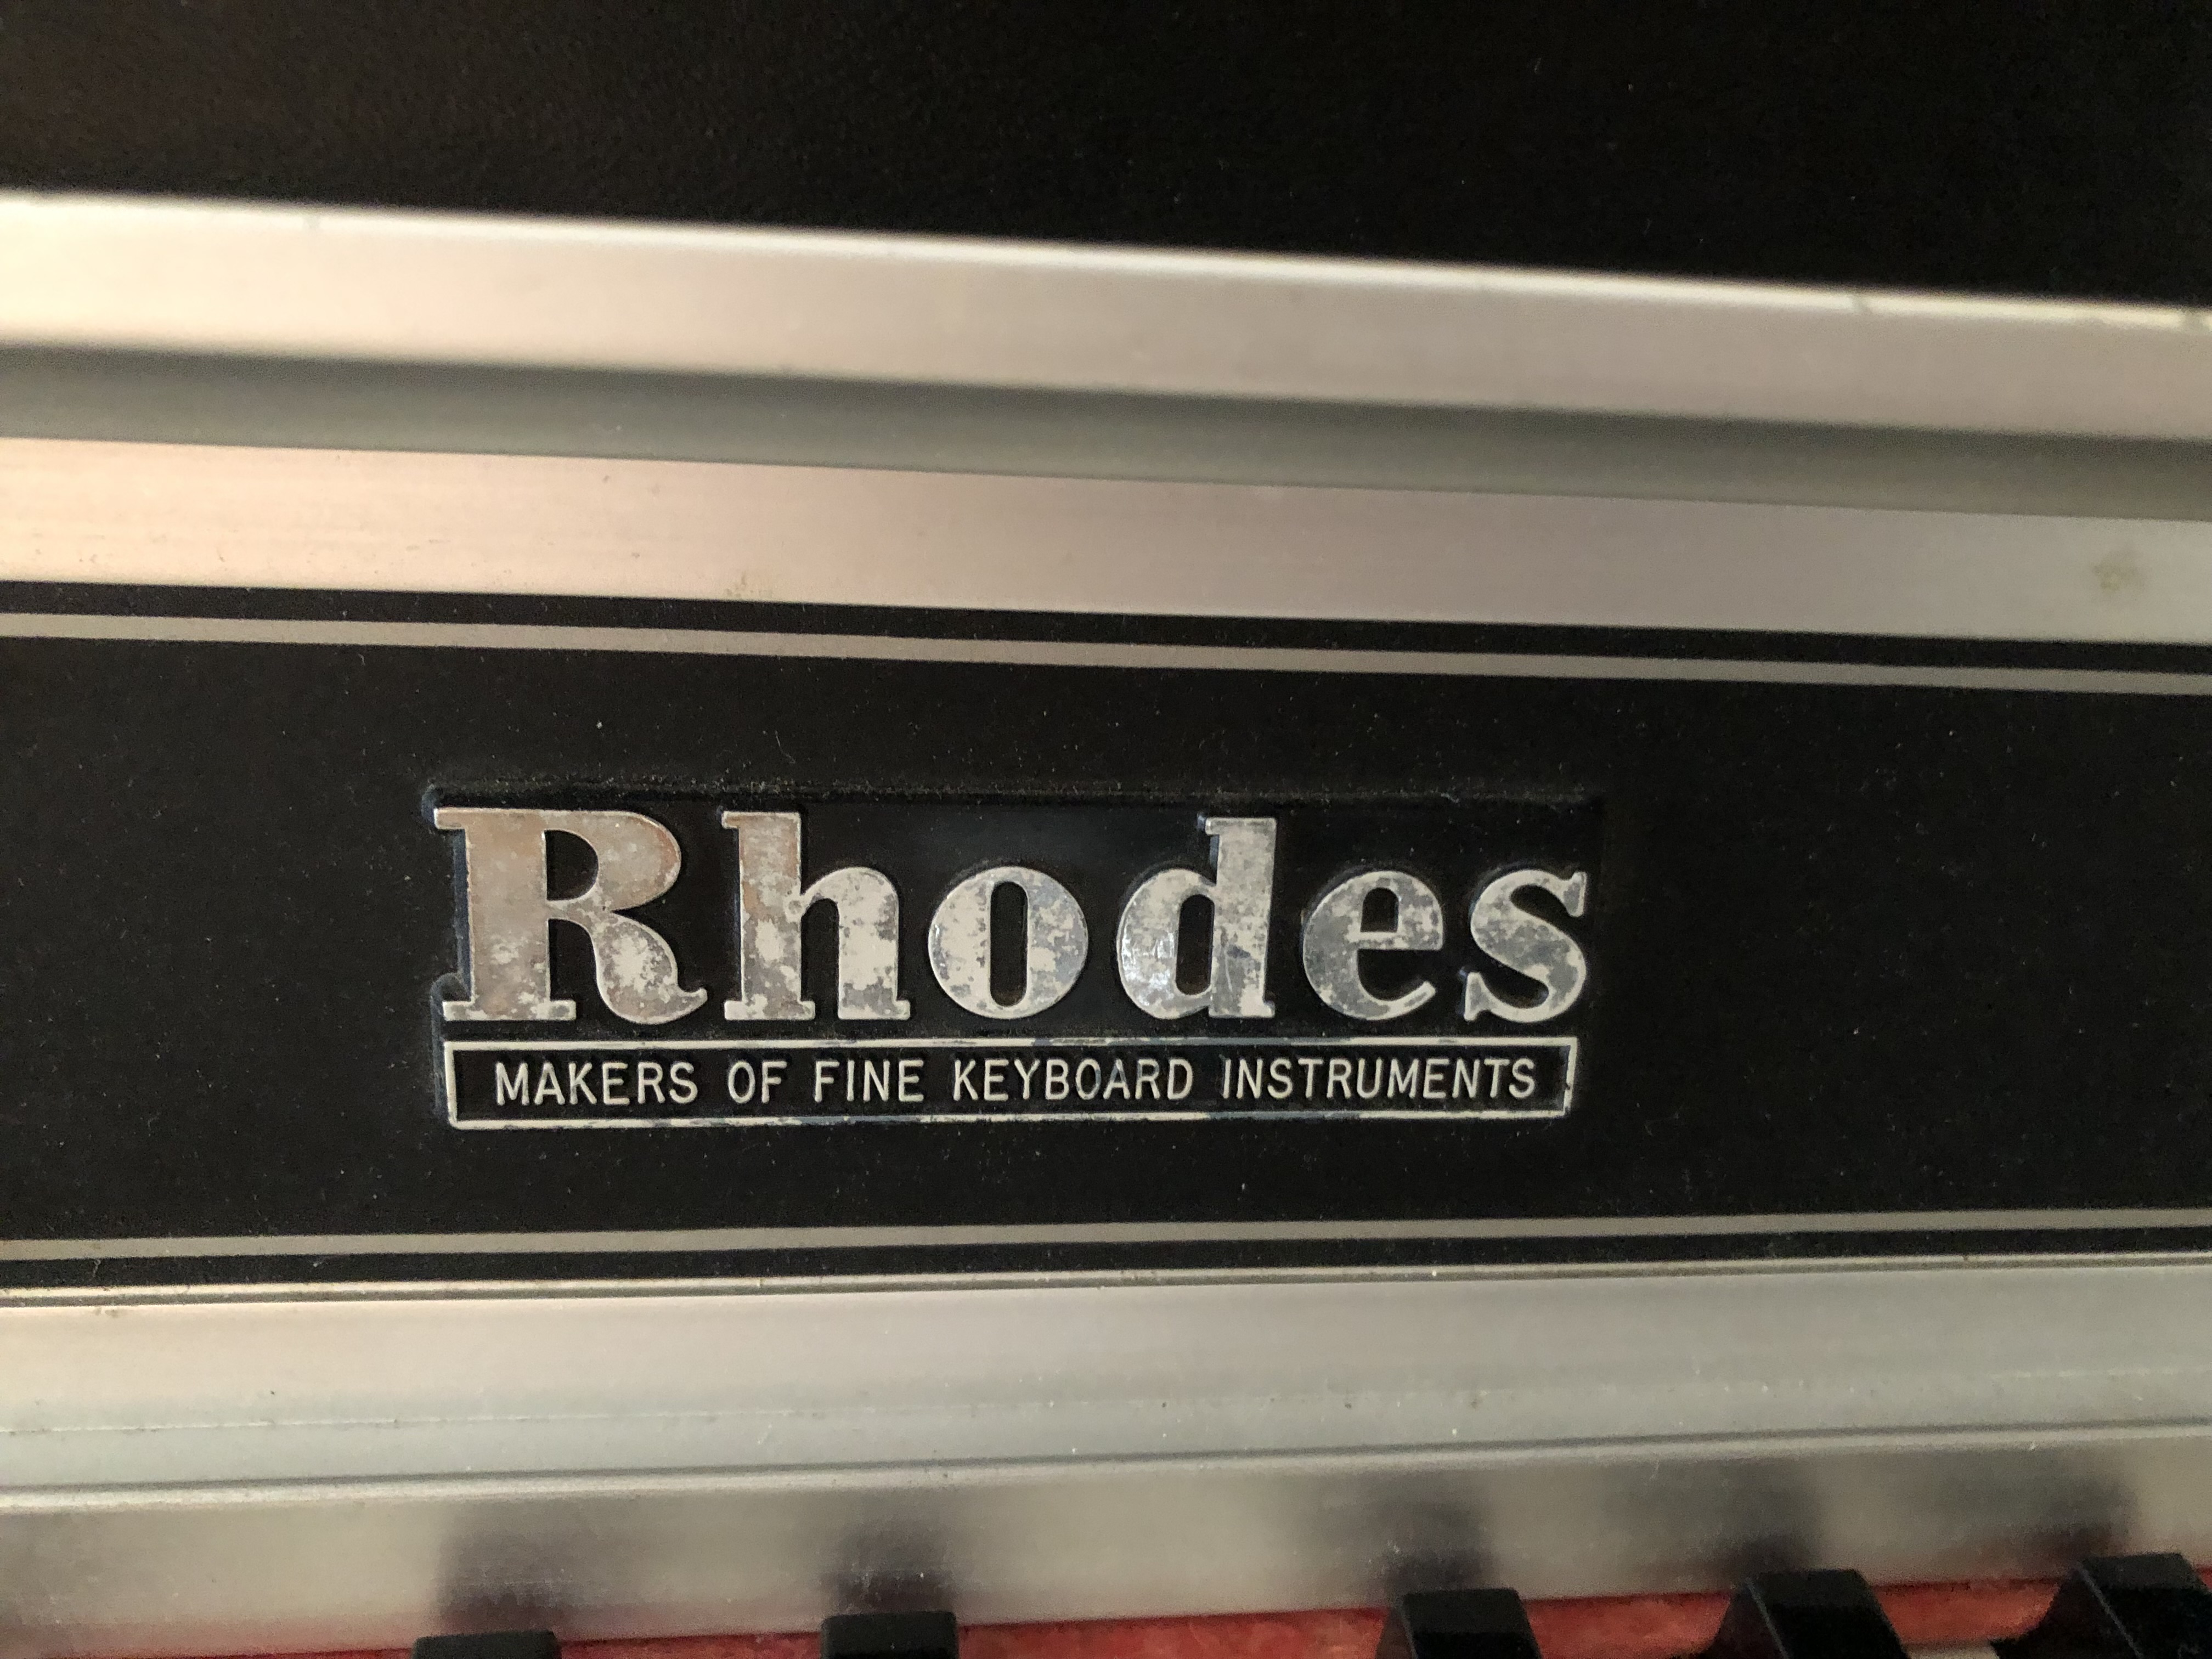 Rhodes
MAKERS OF FINE KEYBOARD INSTRUMENTS